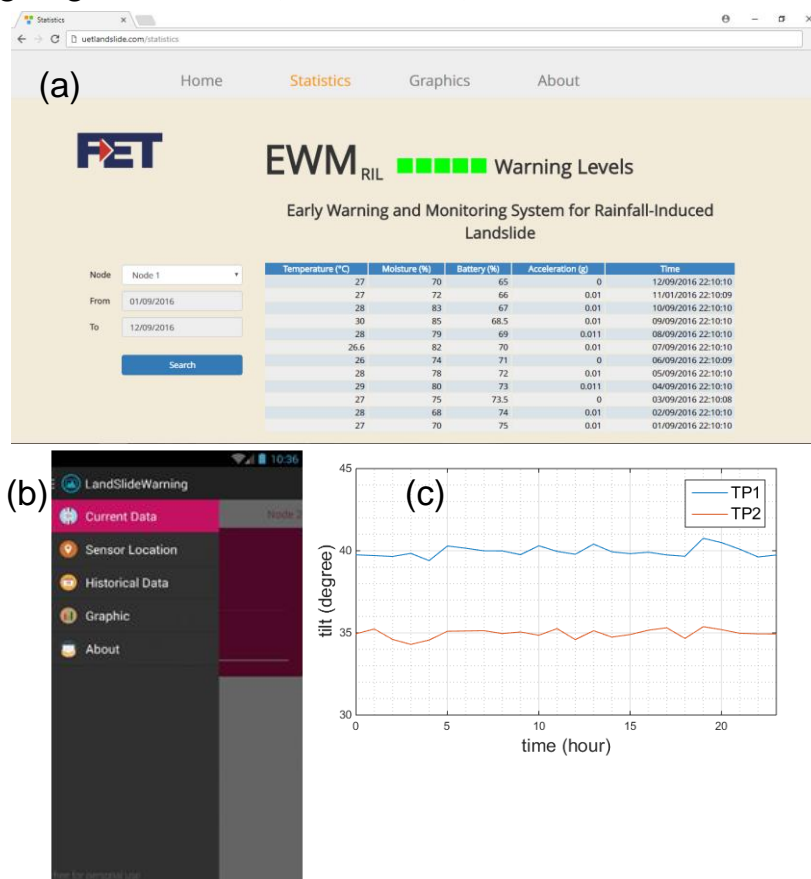 Statistics
uetlandslide.com/statistics
(a)
Home Statistics Graphics About
FET
EWM RIL Warning Levels
Early Warning and Monitoring System for Rainfall-Induced
Landslide
Node Node 1
From 01/09/2016
To 12/09/2016
Search
Temperature (°C) Moisture (%) Battery (%) Acceleration (g) Time
27 70 65 0 12/09/2016 22:10:10
27 72 66 0.01 11/01/2016 22:10:09
28 83 67 0.01 10/09/2016 22:10:10
30 85 68.5 0.01 09/09/2016 22:10:10
28 79 69 0.011 08/09/2016 22:10:10
26.6 82 70 0.01 07/09/2016 22:10:10
26 74 71 0 06/09/2016 22:10:09
28 78 72 0.01 05/09/2016 22:10:10
29 80 73 0.011 04/09/2016 22:10:10
27 75 73.5 0 03/09/2016 22:10:08
28 68 74 0.01 02/09/2016 22:10:10
27 70 75 0.01 01/09/2016 22:10:10
(b)
10:36
LandSlideWarning
Current Data
Node 2
Sensor Location
Historical Data
Graphic
About
free for personal use
(c)
TP1
TP2
45
40
35
30
tilt (degree)
0 5 10 15 20
time (hour)